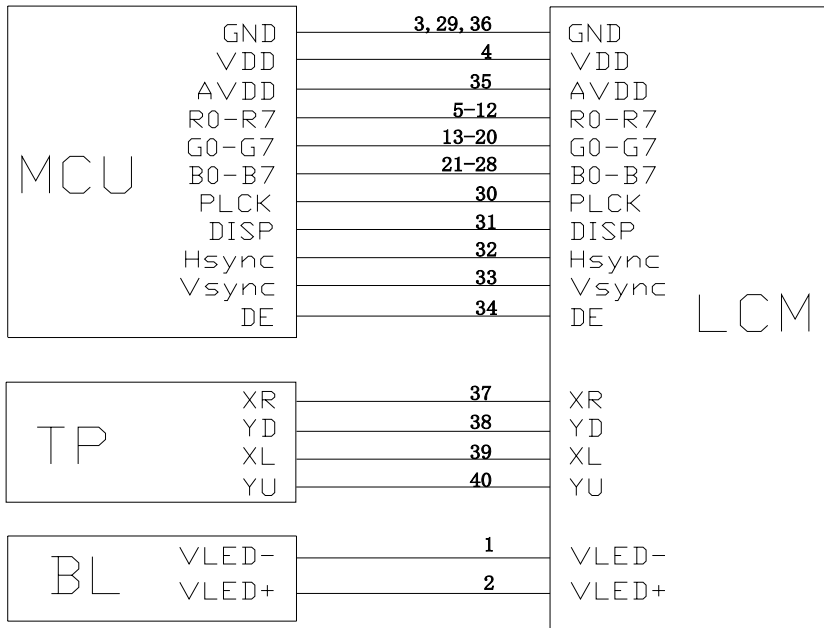 GND 3,29,36 GND
VDD 4 VDD
AVDD 35 AVDD
R0-R7 5-12 R0-R7
G0-G7 13-20 G0-G7
B0-B7 21-28 B0-B7
MCU
PLCK 30 PLCK
DISP 31 DISP
Hsync 32 Hsync
Vsync 33 Vsync
DE 34 DE
LCM
XR 37 XR
YD 38 YD
TP
XL 39 XL
YU 40 YU
VLED- 1 VLED-
BL
VLED+ 2 VLED+